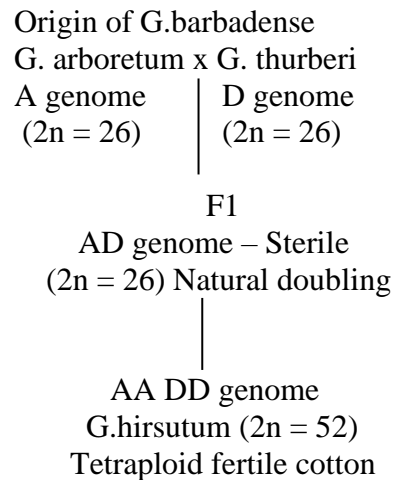 Origin of G.barbadense
G. arboretum x G. thurberi
A genome D genome
(2n = 26) (2n = 26)
F1
AD genome – Sterile
(2n = 26) Natural doubling
AA DD genome
G.hirsutum (2n = 52)
Tetraploid fertile cotton